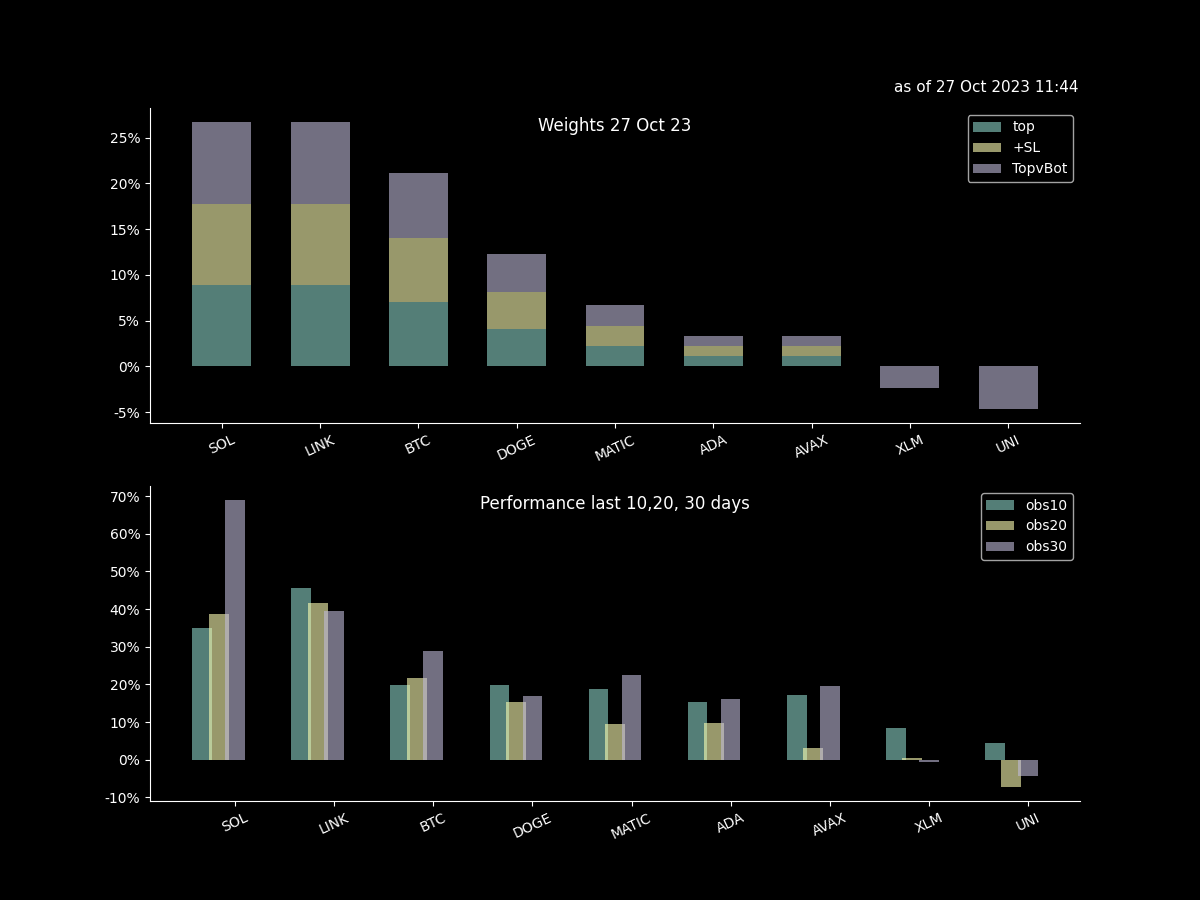 as of 27 Oct 2023 11:44
Weights 27 Oct 23
top
+SL
TopvBot
25%
20%
15%
10%
5%
0%
-5%
SOL LINK BTC DOGE MATIC ADA AVAX XLM UNI
Performance last 10,20, 30 days
obs10
obs20
obs30
70%
60%
50%
40%
30%
20%
10%
0%
-10%
SOL LINK BTC DOGE MATIC ADA AVAX XLM UNI